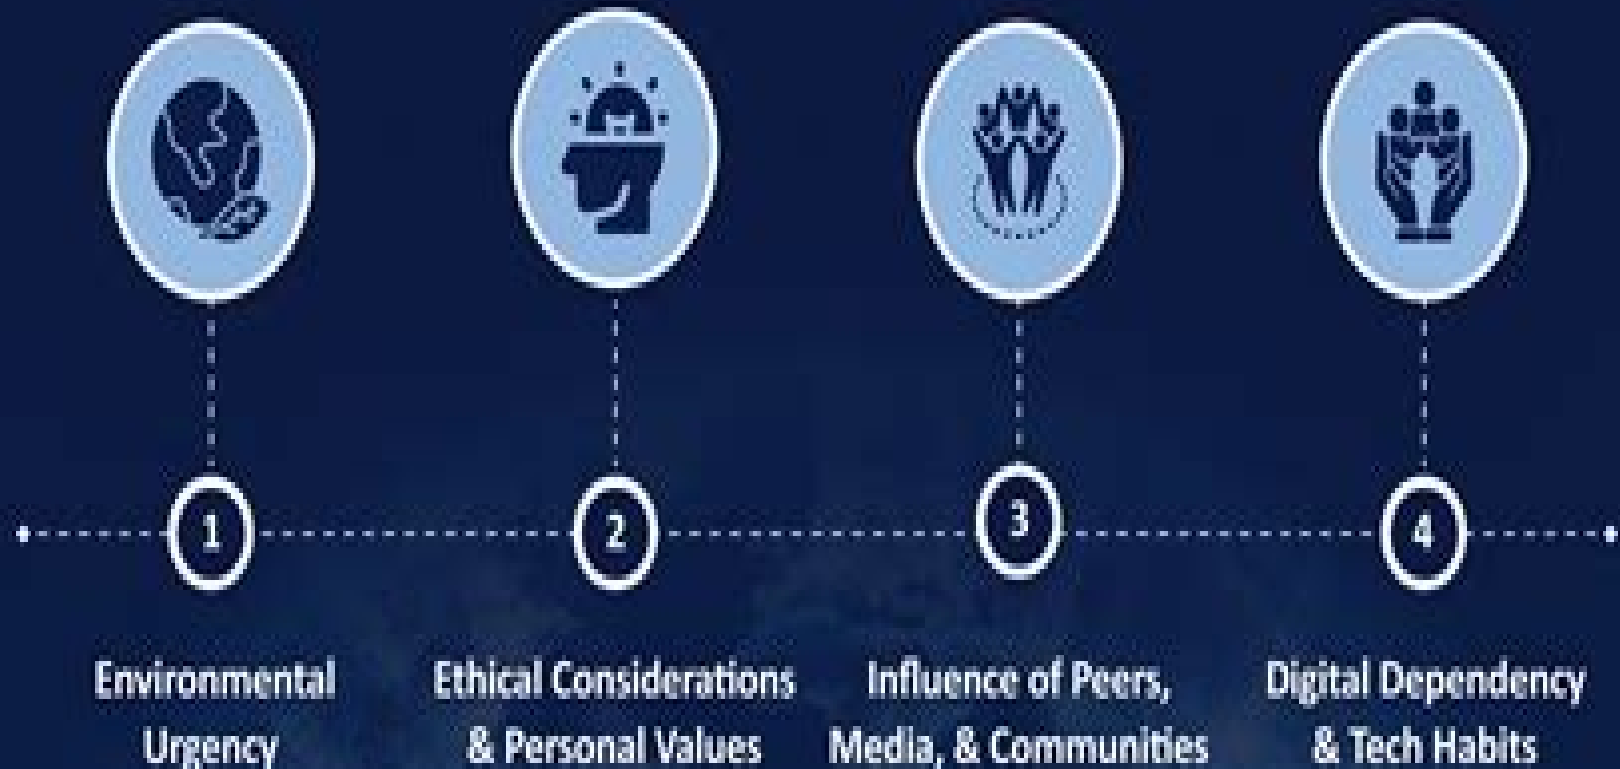 1
2
3
4
Environmental
Urgency
Ethical Considerations
& Personal Values
Influence of Peers,
Media, & Communities
Digital Dependency
& Tech Habits